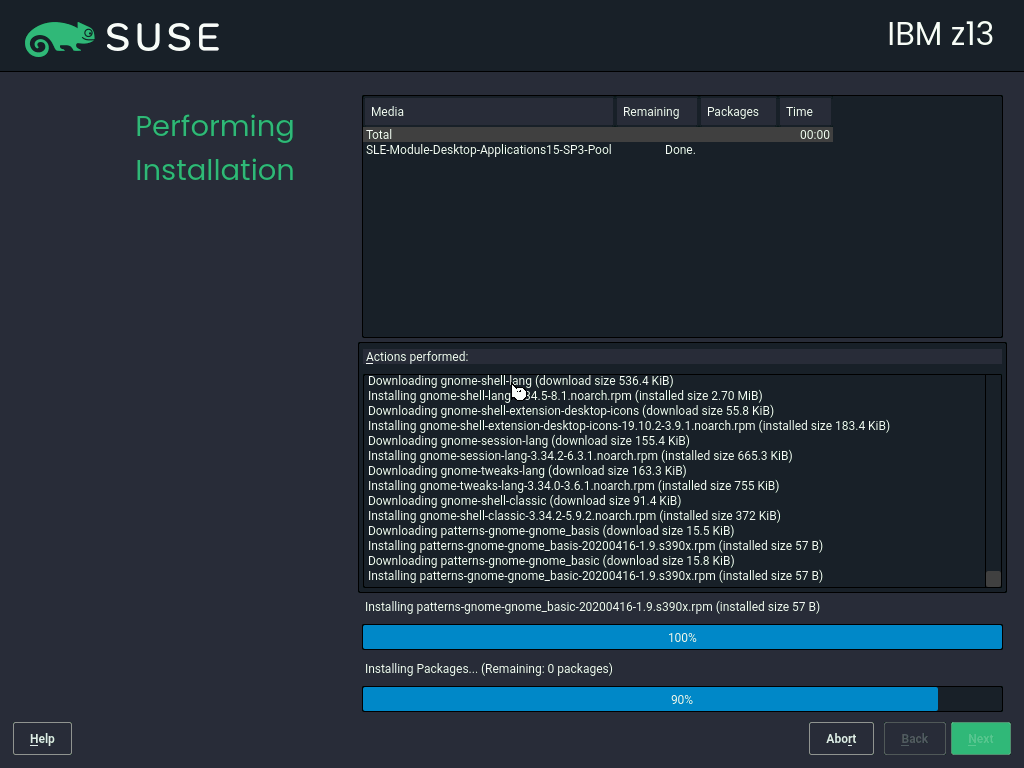 SUSE
IBM z13
Performing
Installation
Media Remaining Packages Time
Total 00:00
SLE-Module-Desktop-Applications15-SP3-Pool Done.
Actions performed:
Downloading gnome-shell-lang (download size 536.4 KiB)
Installing gnome-shell-lang 34.5-8.1.noarch.rpm (installed size 2.70 MiB)
Downloading gnome-shell-extension-desktop-icons (download size 55.8 KiB)
Installing gnome-shell-extension-desktop-icons-19.10.2-3.9.1.noarch.rpm (installed size 183.4 KiB)
Downloading gnome-session-lang (download size 155.4 KiB)
Installing gnome-session-lang-3.34.2-6.3.1.noarch.rpm (installed size 665.3 KiB)
Downloading gnome-tweaks-lang (download size 163.3 KiB)
Installing gnome-tweaks-lang-3.34.0-3.6.1.noarch.rpm (installed size 755 KiB)
Downloading gnome-shell-classic (download size 91.4 KiB)
Installing gnome-shell-classic-3.34.2-5.9.2.noarch.rpm (installed size 372 KiB)
Downloading patterns-gnome-gnome_basis (download size 15.5 KiB)
Installing patterns-gnome-gnome_basis-20200416-1.9.s390x.rpm (installed size 57 B)
Downloading patterns-gnome-gnome_basic (download size 15.8 KiB)
Installing patterns-gnome-gnome_basic-20200416-1.9.s390x.rpm (installed size 57 B)
Installing patterns-gnome-gnome_basic-20200416-1.9.s390x.rpm (installed size 57 B)
100%
Installing Packages... (Remaining: 0 packages)
90%
Help Abort Back Next